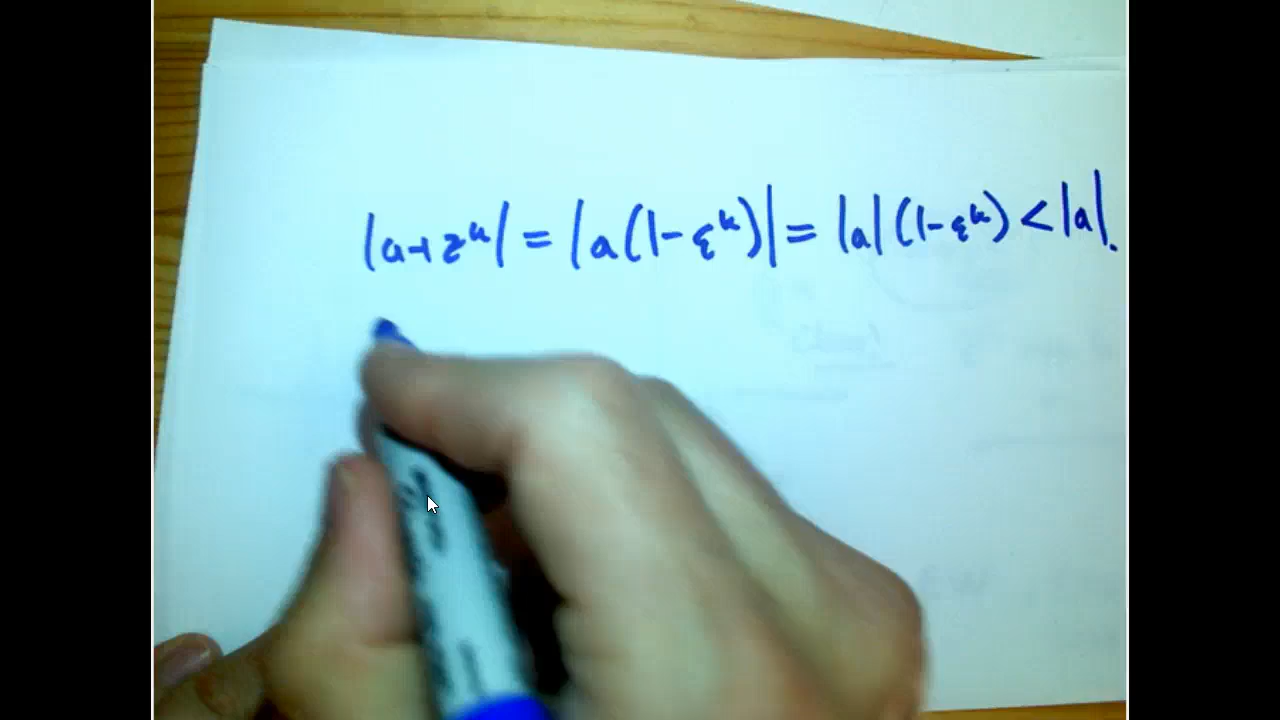 |a+z^k| = |a(1-ε^k)| = |a|(1-ε^k) < |a|.